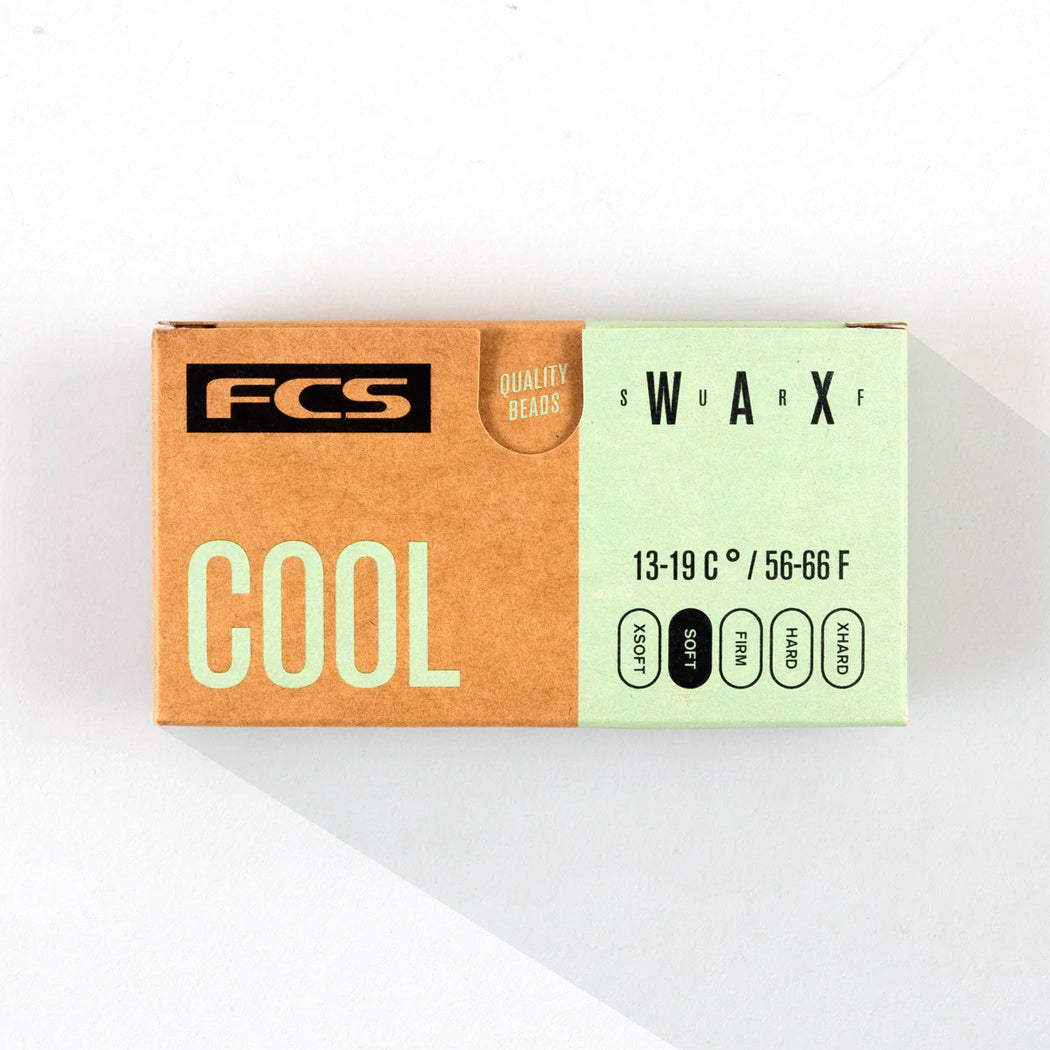 FCS
QUALITY
BEADS
S W U A R X F
COOL
13-19 C° / 56-66 F
XSOFT
SOFT
FIRM
HARD
XHARD